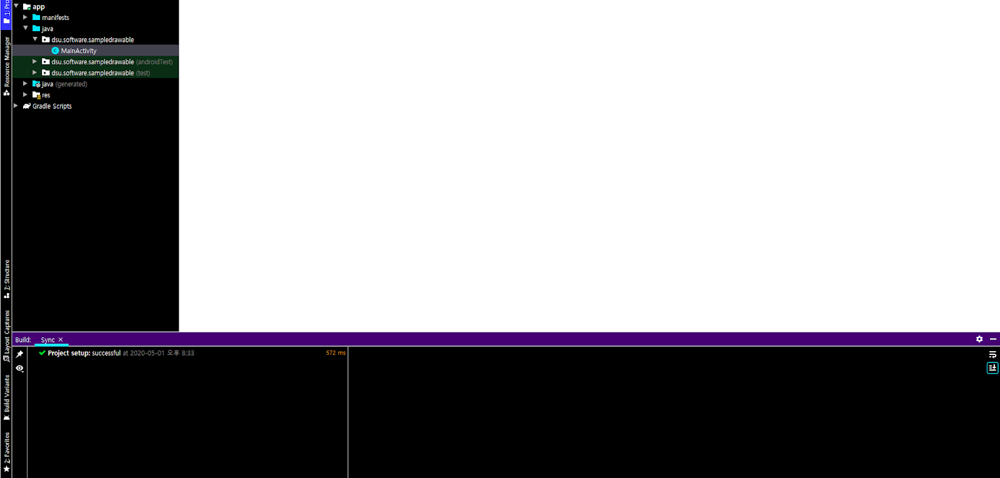 1: Pro
Resource Manager
7: Structure
Layout Captures
Build Variants
2: Favorites
app
manifests
java
dsu.software.sampledrawable
C MainActivity
dsu.software.sampledrawable (androidTest)
dsu.software.sampledrawable (test)
java (generated)
res
Gradle Scripts
Build: Sync ×
Project setup: successful at 2020-05-01 오후 8:33 572 ms